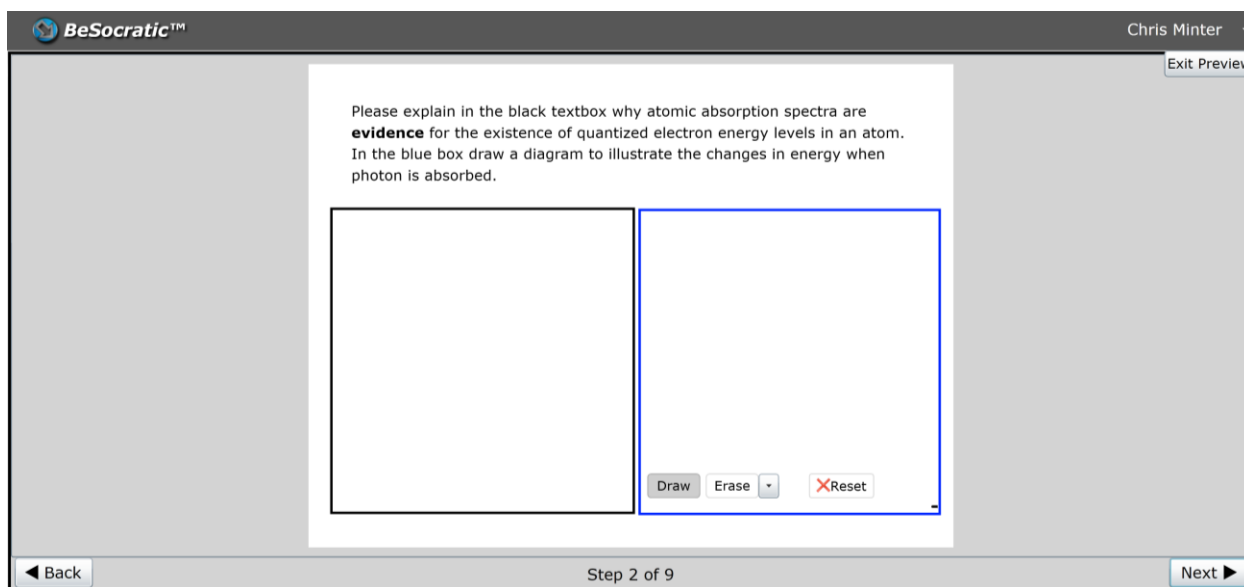 BeSocratic™
Chris Minter
Exit Preview
Please explain in the black textbox why atomic absorption spectra are
evidence for the existence of quantized electron energy levels in an atom.
In the blue box draw a diagram to illustrate the changes in energy when
photon is absorbed.
Draw
Erase
Reset
Back
Step 2 of 9
Next